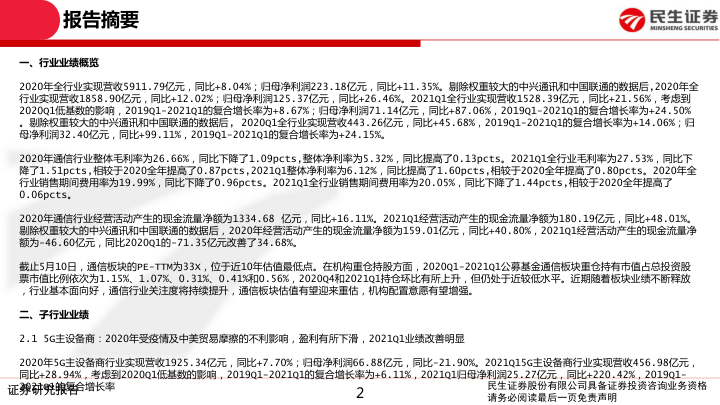 报告摘要
民生证券
MINSHENG SECURITIES
一、行业业绩概览
2020年全行业实现营收5911.79亿元，同比+8.04%；归母净利润223.18亿元，同比+11.35%。剔除权重较大的中兴通讯和中国联通的数据后,2020年全
行业实现营收1858.90亿元，同比+12.02%；归母净利润125.37亿元，同比+26.46%。2021Q1全行业实现营收1528.39亿元，同比+21.56%，考虑到
2020Q1低基数的影响，2019Q1-2021Q1的复合增长率为+8.67%；归母净利润71.14亿元，同比+87.06%，2019Q1-2021Q1的复合增长率为+24.50%
。剔除权重较大的中兴通讯和中国联通的数据后， 2020Q1全行业实现营收443.26亿元，同比+45.68%，2019Q1-2021Q1的复合增长率为+14.06%；归
母净利润32.40亿元，同比+99.11%，2019Q1-2021Q1的复合增长率为+24.15%。
2020年通信行业整体毛利率为26.66%，同比下降了1.09pcts,整体净利率为5.32%，同比提高了0.13pcts。2021Q1全行业毛利率为27.53%，同比下
降了1.51pcts,相较于2020全年提高了0.87pcts,2021Q1整体净利率为6.12%，同比提高了1.60pcts,相较于2020全年提高了0.80pcts。2020年全
行业销售期间费用率为19.99%，同比下降了0.96pcts。2021Q1全行业销售期间费用率为20.05%，同比下降了1.44pcts,相较于2020全年提高了
0.06pcts。
2020年通信行业经营活动产生的现金流量净额为1334.68 亿元，同比+16.11%。2021Q1经营活动产生的现金流量净额为180.19亿元，同比+48.01%。
剔除权重较大的中兴通讯和中国联通的数据后，2020年经营活动产生的现金流量净额为159.01亿元，同比+40.80%，2021Q1经营活动产生的现金流量净
额为-46.60亿元，同比2020Q1的-71.35亿元改善了34.68%。
截止5月10日，通信板块的PE-TTM为33X，位于近10年估值最低点。在机构重仓持股方面，2020Q1-2021Q1公募基金通信板块重仓持有市值占总投资股
票市值比例依次为1.15%、1.07%、0.31%、0.41%和0.56%，2020Q4和2021Q1持仓环比有所上升，但仍处于近较低水平。近期随着板块业绩不断释放
，行业基本面向好，通信行业关注度将持续提升，通信板块估值有望迎来重估，机构配置意愿有望增强。
二、子行业业绩
2.1 5G主设备商：2020年受疫情及中美贸易摩擦的不利影响，盈利有所下滑，2021Q1业绩改善明显
2020年5G主设备商行业实现营收1925.34亿元，同比+7.70%；归母净利润66.88亿元，同比-21.90%。2021Q15G主设备商行业实现营收456.98亿元，
同比+28.94%，考虑到2020Q1低基数的影响，2019Q1-2021Q1的复合增长率为+6.11%，2021Q1归母净利润25.27亿元，同比+220.42%，2019Q1-
2021Q1的复合增长率
证券研究报告
2
民生证券股份有限公司具备证券投资咨询业务资格
请务必阅读最后一页免责声明